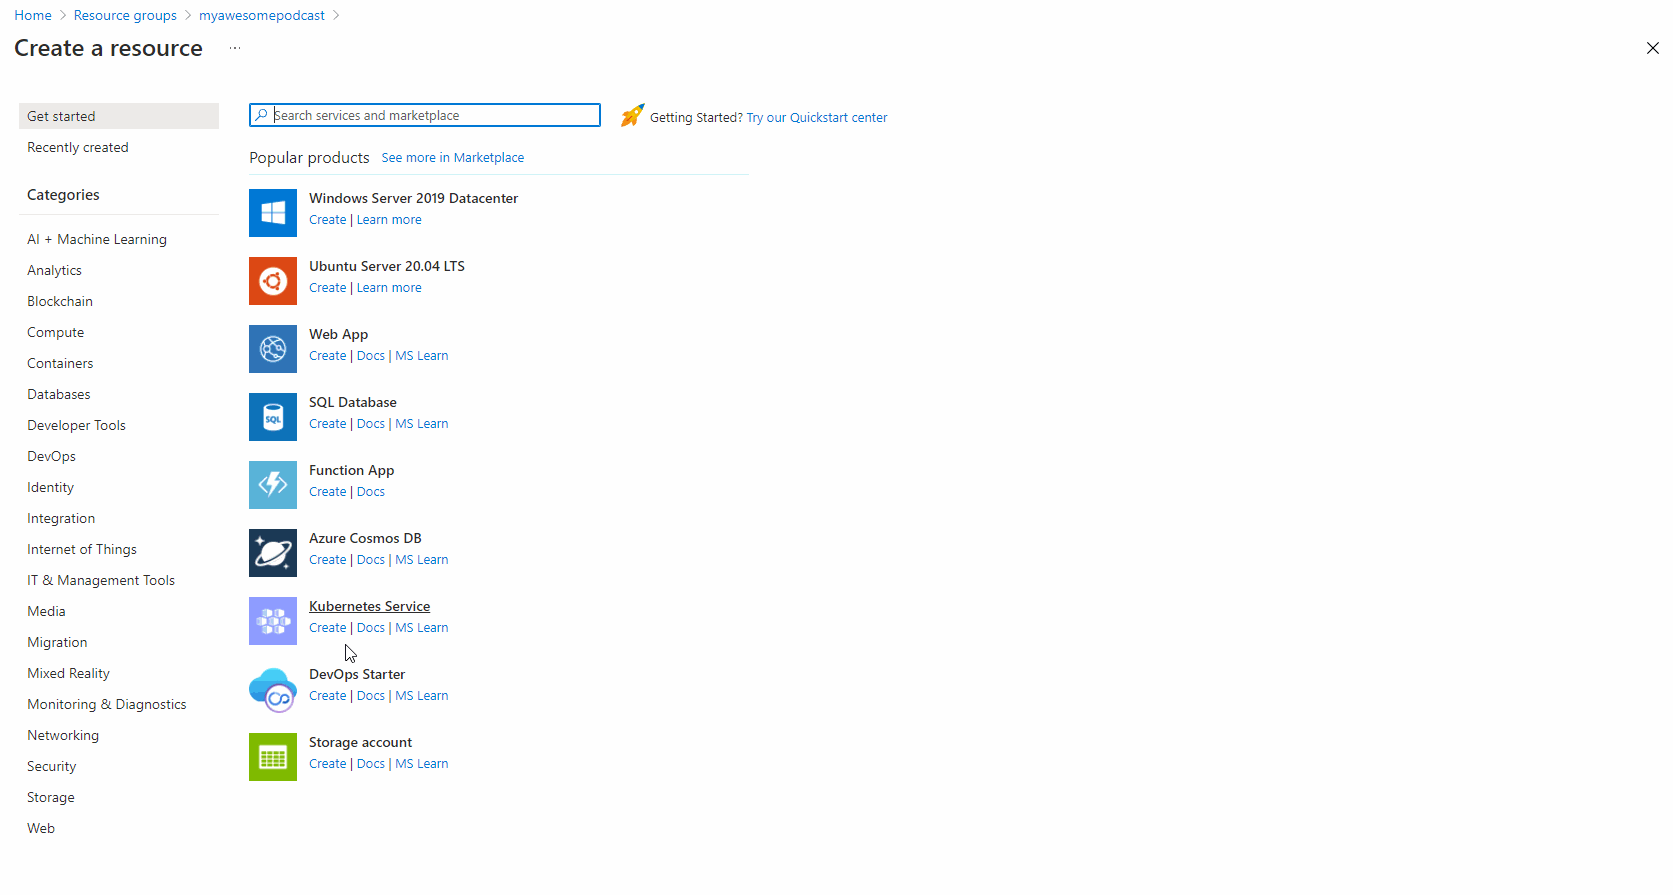 Home > Resource groups > myawesomepodcast >
Create a resource ...
Get started
Recently created
Categories
AI + Machine Learning
Analytics
Blockchain
Compute
Containers
Databases
Developer Tools
DevOps
Identity
Integration
Internet of Things
IT & Management Tools
Media
Migration
Mixed Reality
Monitoring & Diagnostics
Networking
Security
Storage
Web
Search services and marketplace
Getting Started? Try our Quickstart center
Popular products See more in Marketplace
Windows Server 2019 Datacenter
Create | Learn more
Ubuntu Server 20.04 LTS
Create | Learn more
Web App
Create | Docs | MS Learn
SQL
SQL Database
Create | Docs | MS Learn
Function App
Create | Docs
Azure Cosmos DB
Create | Docs | MS Learn
Kubernetes Service
Create | Docs | MS Learn
DevOps Starter
Create | Docs | MS Learn
Storage account
Create | Docs | MS Learn